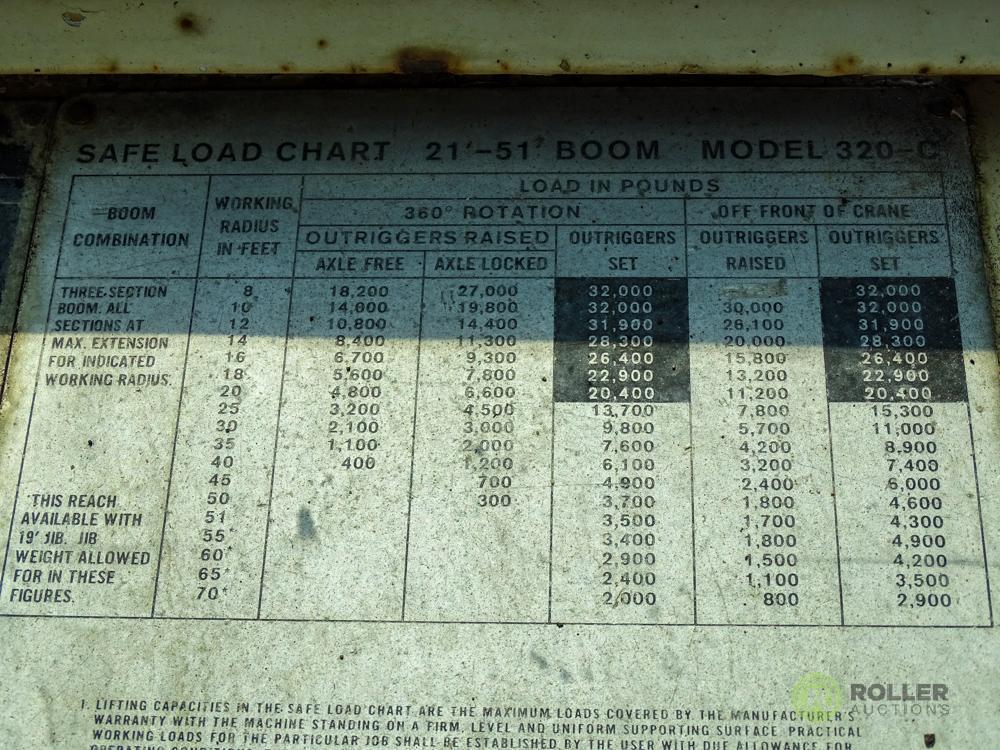 SAFE LOAD CHART 21'-51' BOOM MODEL 320-C
BOOM COMBINATION
WORKING RADIUS IN FEET
LOAD IN POUNDS
360° ROTATION
OFF FRONT OF CRANE
OUTRIGGERS RAISED
OUTRIGGERS SET
OUTRIGGERS RAISED
OUTRIGGERS SET
AXLE FREE
AXLE LOCKED
THREE SECTION 8 18,200 27,000 32,000 32,000
BOOM. ALL 10 14,600 19,800 32,000 30,000 32,000
SECTIONS AT 12 10,800 14,400 31,900 26,100 31,900
MAX. EXTENSION 14 8,400 11,300 28,300 20,000 28,300
FOR INDICATED 16 6,700 9,300 26,400 15,800 26,400
WORKING RADIUS. 18 5,600 7,800 22,900 13,200 22,900
20 4,800 6,600 20,400 11,200 20,400
25 3,200 4,500 13,700 7,800 15,300
30 2,100 3,000 9,800 5,700 11,000
35 1,100 2,000 7,600 4,200 8,900
40 400 1,200 6,100 3,200 7,400
45 700 4,900 2,400 6,000
*THIS REACH 50 300 3,700 1,800 4,600
AVAILABLE WITH 51 3,500 1,700 4,300
19' JIB. JIB 55* 3,400 1,800 4,900
WEIGHT ALLOWED 60* 2,900 1,500 4,200
FOR IN THESE 65* 2,400 1,100 3,500
FIGURES. 70* 2,000 800 2,900
1. LIFTING CAPACITIES IN THE SAFE LOAD CHART ARE THE MAXIMUM LOADS COVERED BY THE MANUFACTURER'S
WARRANTY WITH THE MACHINE STANDING ON A FIRM, LEVEL AND UNIFORM SUPPORTING SURFACE. PRACTICAL
WORKING LOADS FOR THE PARTICULAR JOB SHALL BE ESTABLISHED BY THE USER WITH DUE ALLOWANCE FOR
OPERATING CONDITIONS
ROLLER
AUCTIONS